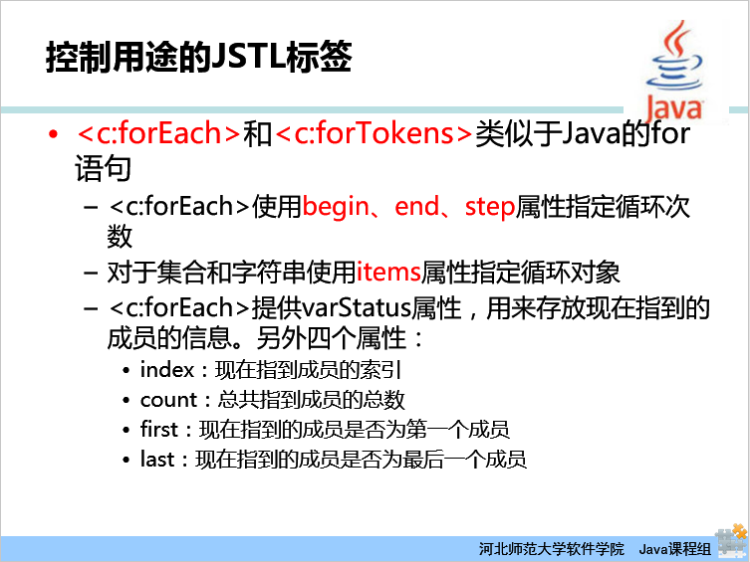 控制用途的JSTL标签
Java
• <c:forEach>和<c:forTokens>类似于Java的for
语句
– <c:forEach>使用begin、end、step属性指定循环次
数
– 对于集合和字符串使用items属性指定循环对象
– <c:forEach>提供varStatus属性，用来存放现在指到的
成员的信息。另外四个属性：
• index：现在指到成员的索引
• count：总共指到成员的总数
• first：现在指到的成员是否为第一个成员
• last：现在指到的成员是否为最后一个成员
河北师范大学软件学院 Java课程组